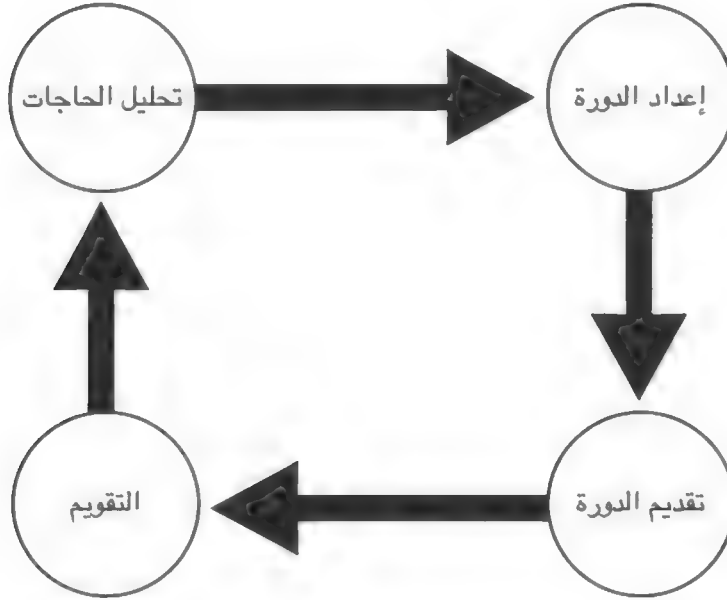 تحليل الحاجات
إعداد الدورة
تقديم الدورة
التقويم